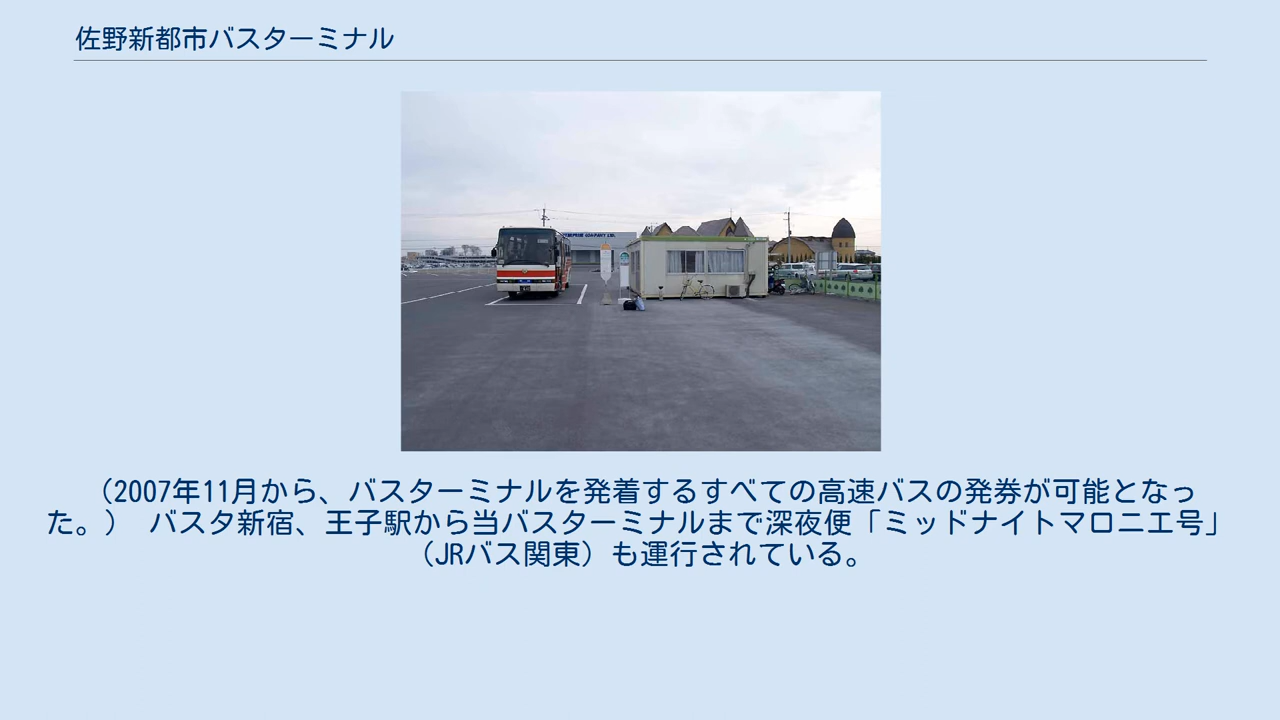 佐野新都市バスターミナル
COMPANY LTD.
（2007年11月から、バスターミナルを発着するすべての高速バスの発券が可能となっ
た。）　バスタ新宿、王子駅から当バスターミナルまで深夜便「ミッドナイトマロニエ号」
（JRバス関東）も運行されている。